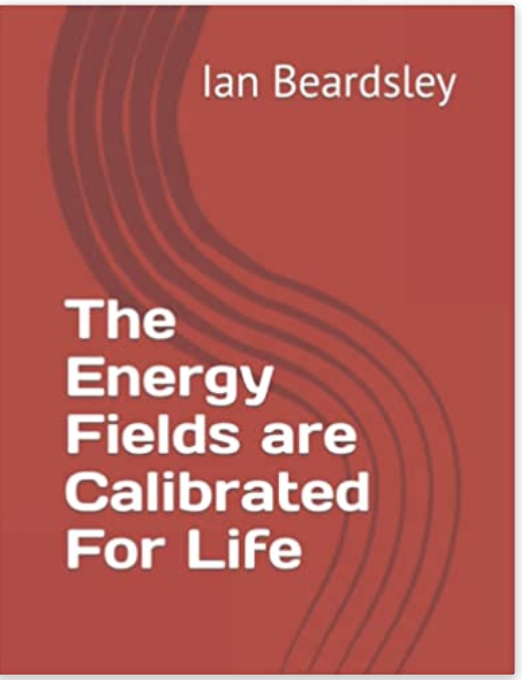 Ian Beardsley
The
Energy
Fields are
Calibrated
For Life